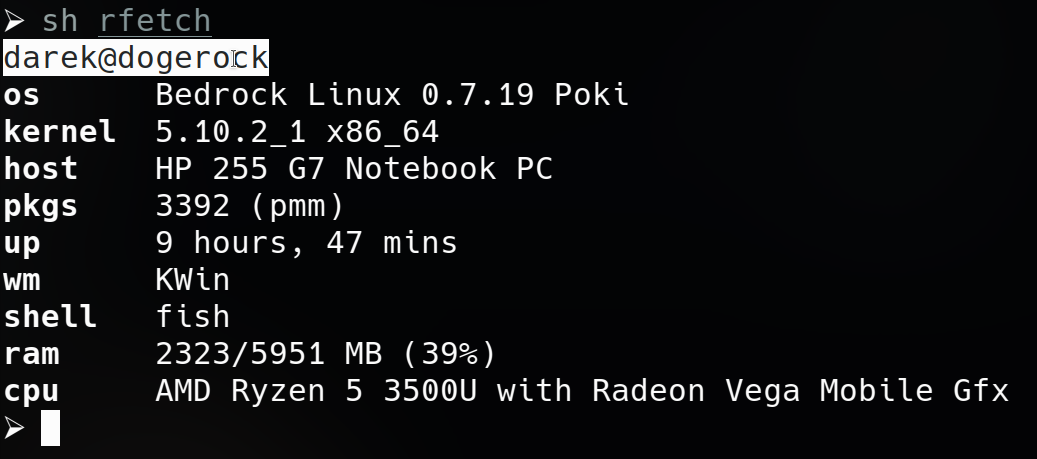 ➤ sh rfetch
darek@dogerock
os      Bedrock Linux 0.7.19 Poki
kernel  5.10.2_1 x86_64
host    HP 255 G7 Notebook PC
pkgs    3392 (pmm)
up      9 hours, 47 mins
wm      KWin
shell   fish
ram     2323/5951 MB (39%)
cpu     AMD Ryzen 5 3500U with Radeon Vega Mobile Gfx
➤